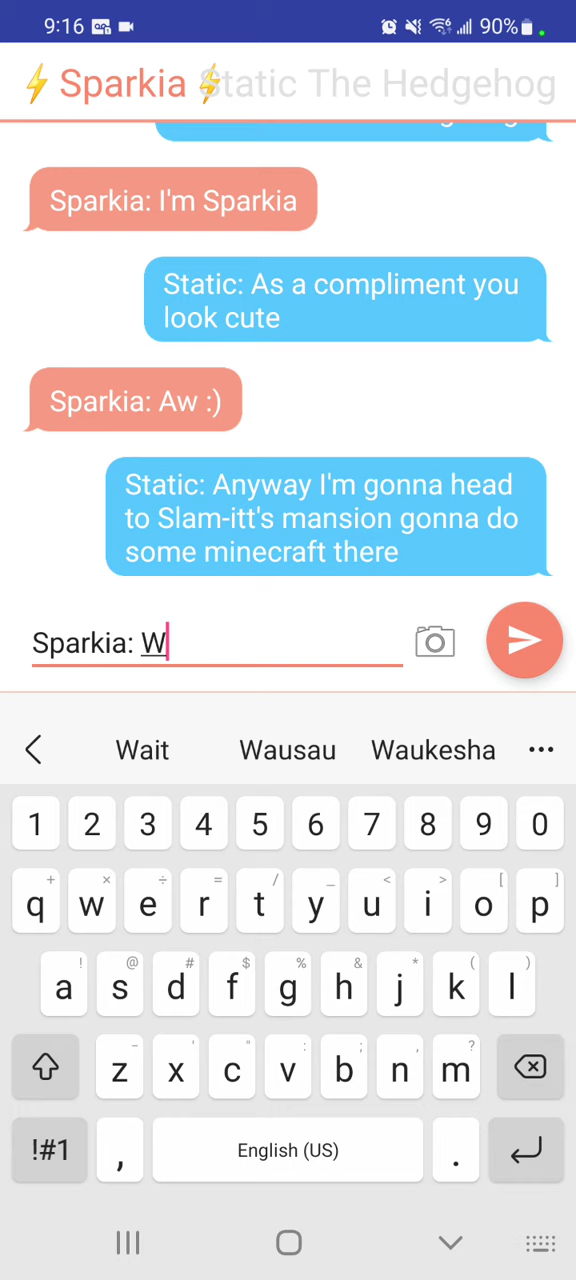 9:16 90%
⚡ Sparkia ⚡ Static The Hedgehog
Sparkia: I'm Sparkia
Static: As a compliment you
look cute
Sparkia: Aw :)
Static: Anyway I'm gonna head
to Slam-itt's mansion gonna do
some minecraft there
Sparkia: W
Wait Wausau Waukesha
1 2 3 4 5 6 7 8 9 0
+ × ÷ = / _ < > [ ]
q w e r t y u i o p
! @ # $ % & * ( )
a s d f g h j k l
- ' " : ; , ?
z x c v b n m
!#1 , English (US) .